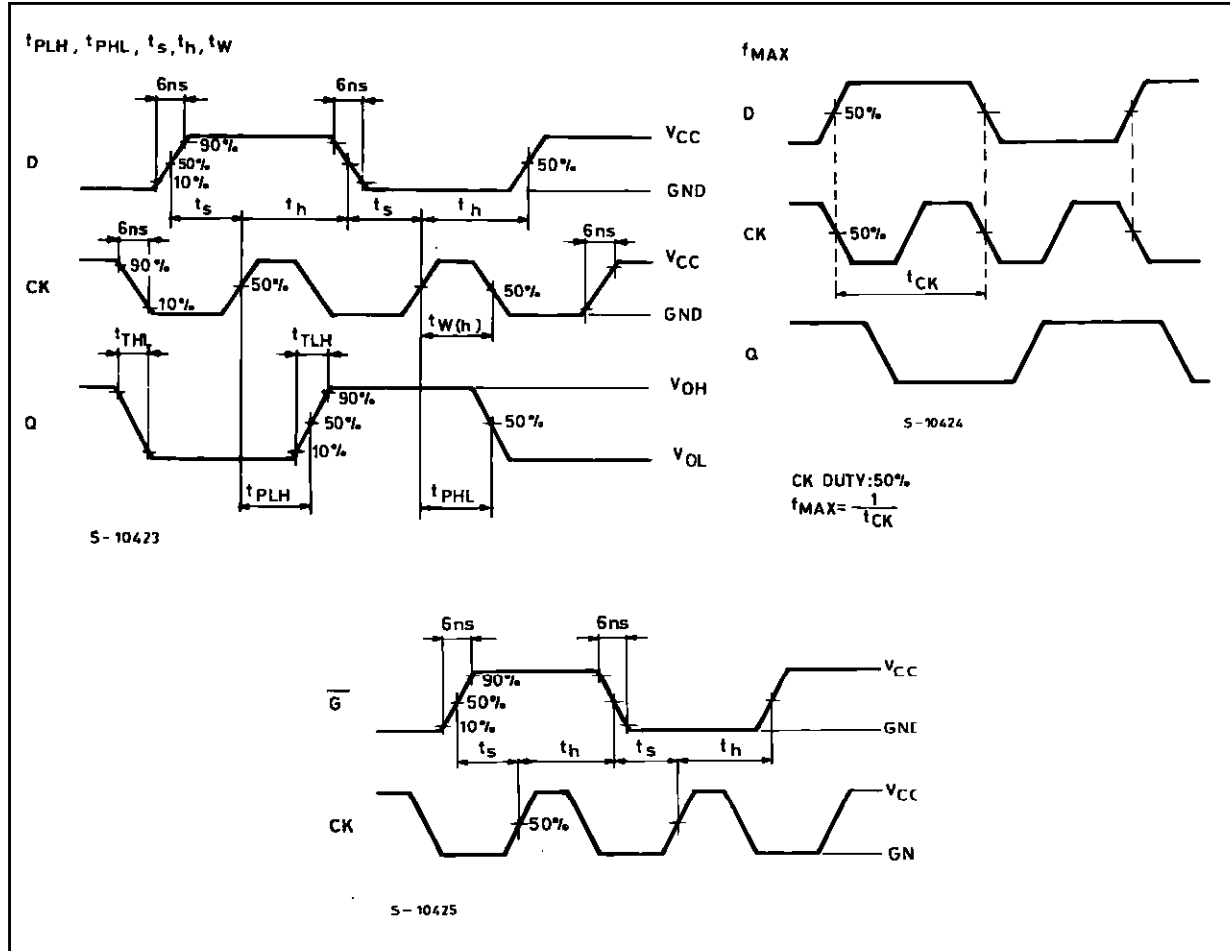 tPLH, tPHL, ts, th, tW
6ns 6ns
D
90%
50%
10%
50%
VCC
GND
ts th ts th
6ns 6ns
CK
90%
10%
50%
50%
VCC
GND
tW(h)
tTHL tTLH
Q
90%
50%
10%
50%
VOH
VOL
tPLH tPHL
S-10423
fMAX
D
50%
CK
50%
tCK
Q
S-10424
CK DUTY:50%
fMAX= 1
tCK
6ns 6ns
G
90%
50%
10%
VCC
GND
ts th ts th
CK
50%
VCC
GN
S-10425